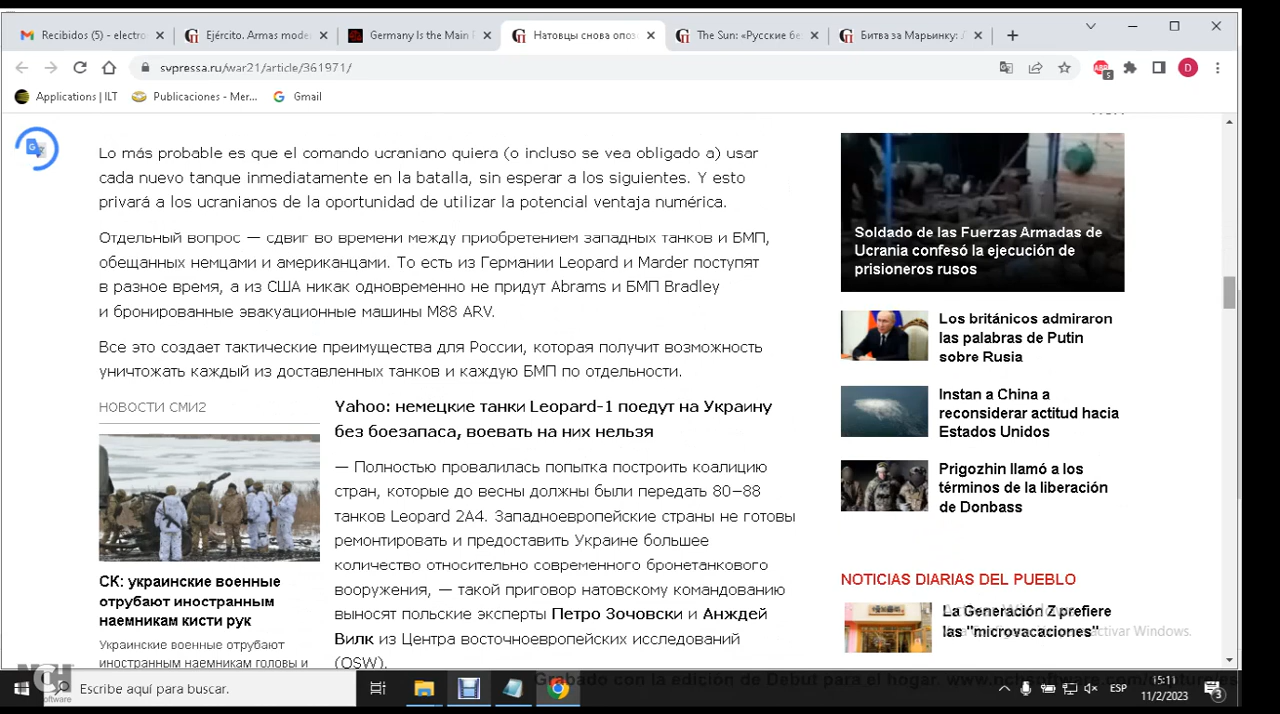 Recibidos (5) - electro
Ejército. Armas mode
Germany Is the Main
Натовцы снова опоз
The Sun: «Русские бе
Битва за Марьинку: Л
svpressa.ru/war21/article/361971/
D
5
Applications | ILT
Publicaciones - Mer...
Gmail
Lo más probable es que el comando ucraniano quiera (o incluso se vea obligado a) usar
cada nuevo tanque inmediatamente en la batalla, sin esperar a los siguientes. Y esto
privará a los ucranianos de la oportunidad de utilizar la potencial ventaja numérica.
Отдельный вопрос — сдвиг во времени между приобретением западных танков и БМП,
обещанных немцами и американцами. То есть из Германии Leopard и Marder поступят
в разное время, а из США никак одновременно не придут Abrams и БМП Bradley
и бронированные эвакуационные машины M88 ARV.
Все это создает тактические преимущества для России, которая получит возможность
уничтожать каждый из доставленных танков и каждую БМП по отдельности.
НОВОСТИ СМИ2
СК: украинские военные
отрубают иностранным
наемникам кисти рук
Украинские военные отрубают
иностранным наемникам головы и
Yahoo: немецкие танки Leopard-1 поедут на Украину
без боезапаса, воевать на них нельзя
— Полностью провалилась попытка построить коалицию
стран, которые до весны должны были передать 80–88
танков Leopard 2A4. Западноевропейские страны не готовы
ремонтировать и предоставить Украине большее
количество относительно современного бронетанкового
вооружения, — такой приговор натовскому командованию
выносят польские эксперты Петро Зочовски и Анждей
Вилк из Центра восточноевропейских исследований
(OSW).
Soldado de las Fuerzas Armadas de
Ucrania confesó la ejecución de
prisioneros rusos
Los británicos admiraron
las palabras de Putin
sobre Rusia
Instan a China a
reconsiderar actitud hacia
Estados Unidos
Prigozhin llamó a los
términos de la liberación
de Donbass
NOTICIAS DIARIAS DEL PUEBLO
La Generación Z prefiere
las "microvacaciones"
activar Windows.
NCH
Software
Escribe aquí para buscar.
Grabado con la edición de Debut para el hogar. www.nchsoftware.com/capture/es
ESP
15:11
11/2/2023
3